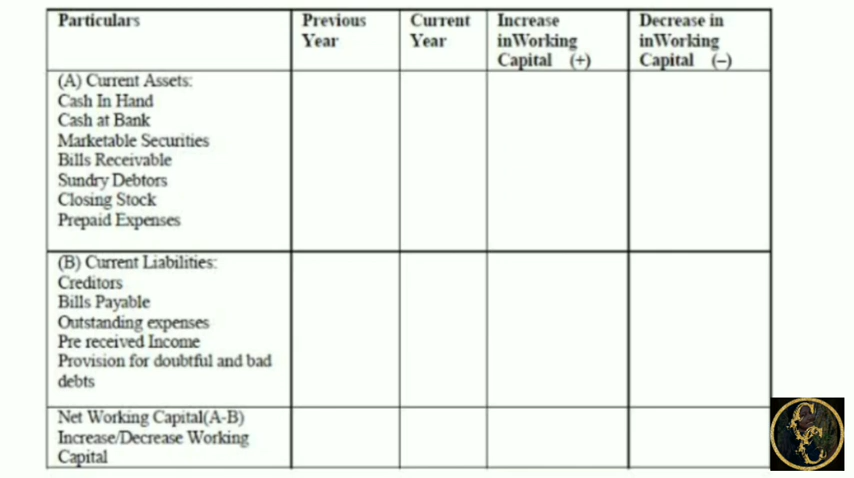 Particulars
Previous
Year
Current
Year
Increase
inWorking
Capital (+)
Decrease in
inWorking
Capital (–)
(A) Current Assets:
Cash In Hand
Cash at Bank
Marketable Securities
Bills Receivable
Sundry Debtors
Closing Stock
Prepaid Expenses
(B) Current Liabilities:
Creditors
Bills Payable
Outstanding expenses
Pre received Income
Provision for doubtful and bad
debts
Net Working Capital(A-B)
Increase/Decrease Working
Capital